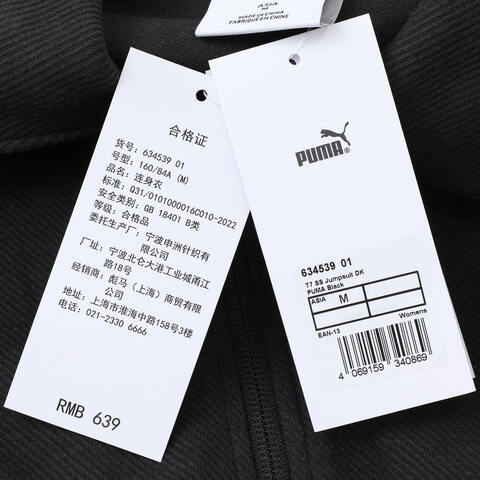 ASIA
M
MADE IN CHINA
FABRIQUÉ EN CHINE
合格证
货号: 634539 01
号型: 160/84A (M)
品名: 连身衣
标准: Q31/0101000016C010-2022
安全类别: GB 18401 B类
等级: 合格品
委托生产厂: 宁波申洲针织有
限公司
厂址: 宁波北仑大港工业城甬江
路18号
经销商: 彪马(上海)商贸有限
公司
地址: 上海市淮海中路158号3楼
电话: 021-2330 6666
RMB 639
PUMA
634539 01
T7 SS Jumpsuit DK
PUMA Black
ASIA M
Womens
EAN-13
4 069159 340869